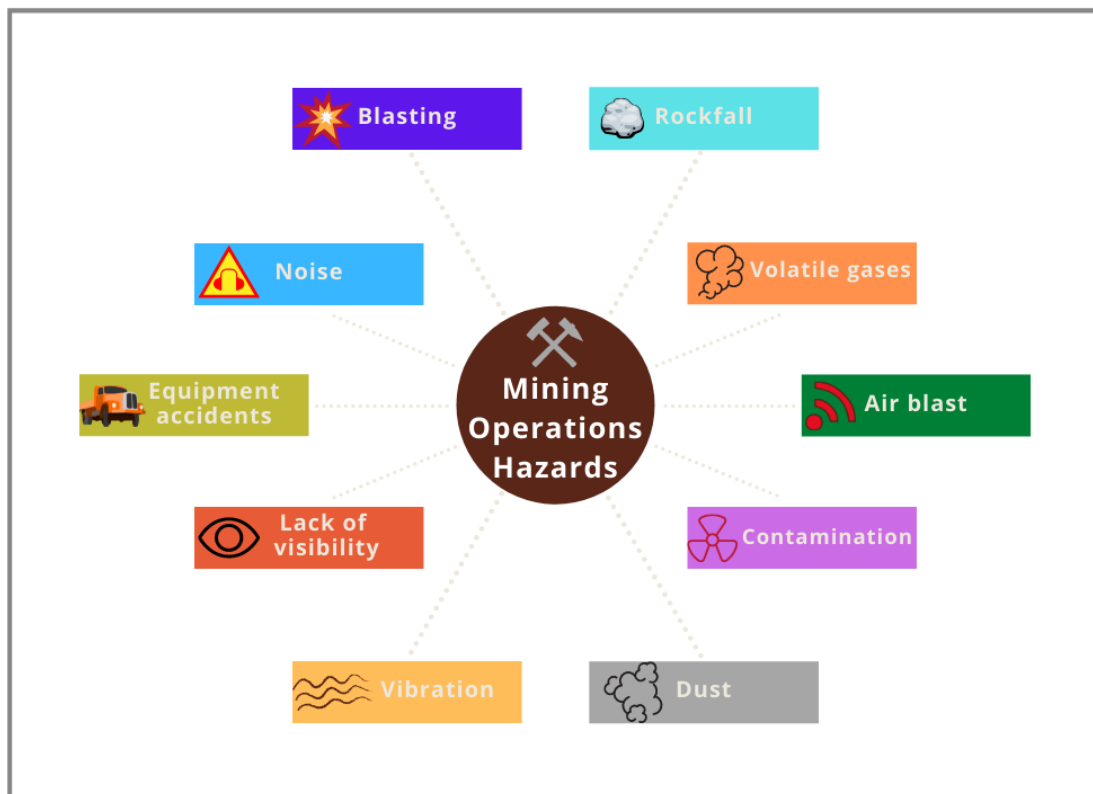 Blasting
Rockfall
Noise
Volatile gases
Equipment
accidents
Air blast
Mining
Operations
Hazards
Lack of
visibility
Contamination
Vibration
Dust